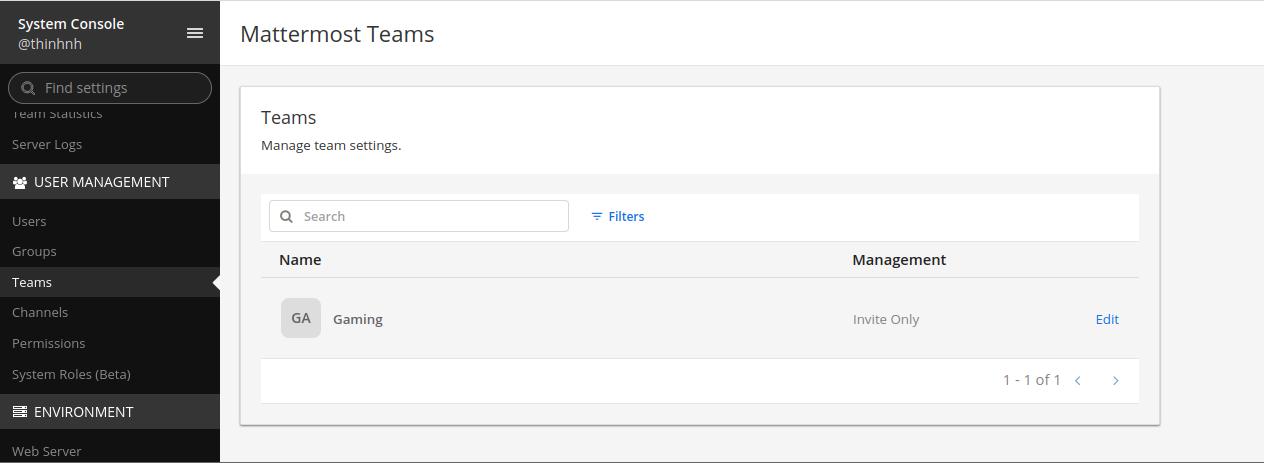 System Console
@thinhnh
Find settings
Team Statistics
Server Logs
USER MANAGEMENT
Users
Groups
Teams
Channels
Permissions
System Roles (Beta)
ENVIRONMENT
Web Server
Mattermost Teams
Teams
Manage team settings.
Search
Filters
Name Management
GA Gaming Invite Only Edit
1 - 1 of 1